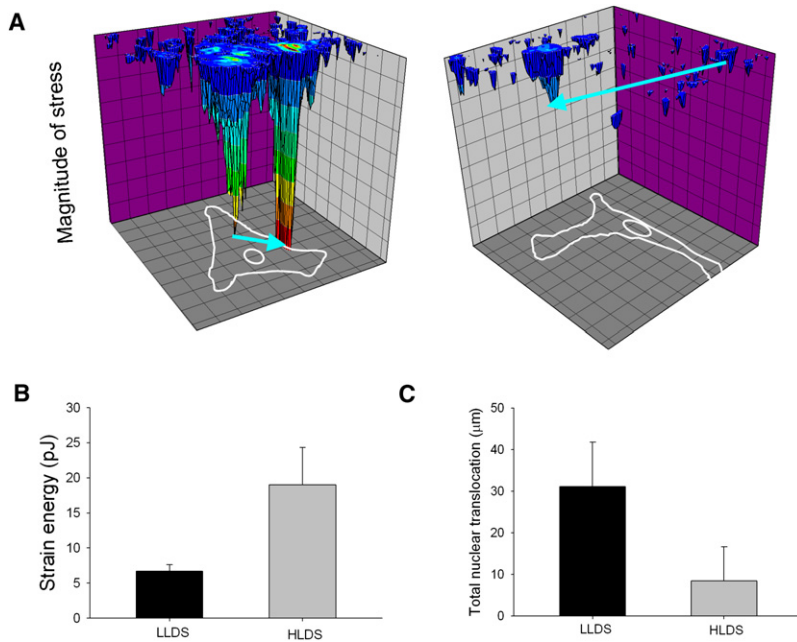 A
Magnitude of stress
B
Strain energy (pJ)
30
25
20
15
10
5
0
LLDS HLDS
C
Total nuclear translocation (μm)
50
40
30
20
10
0
LLDS HLDS